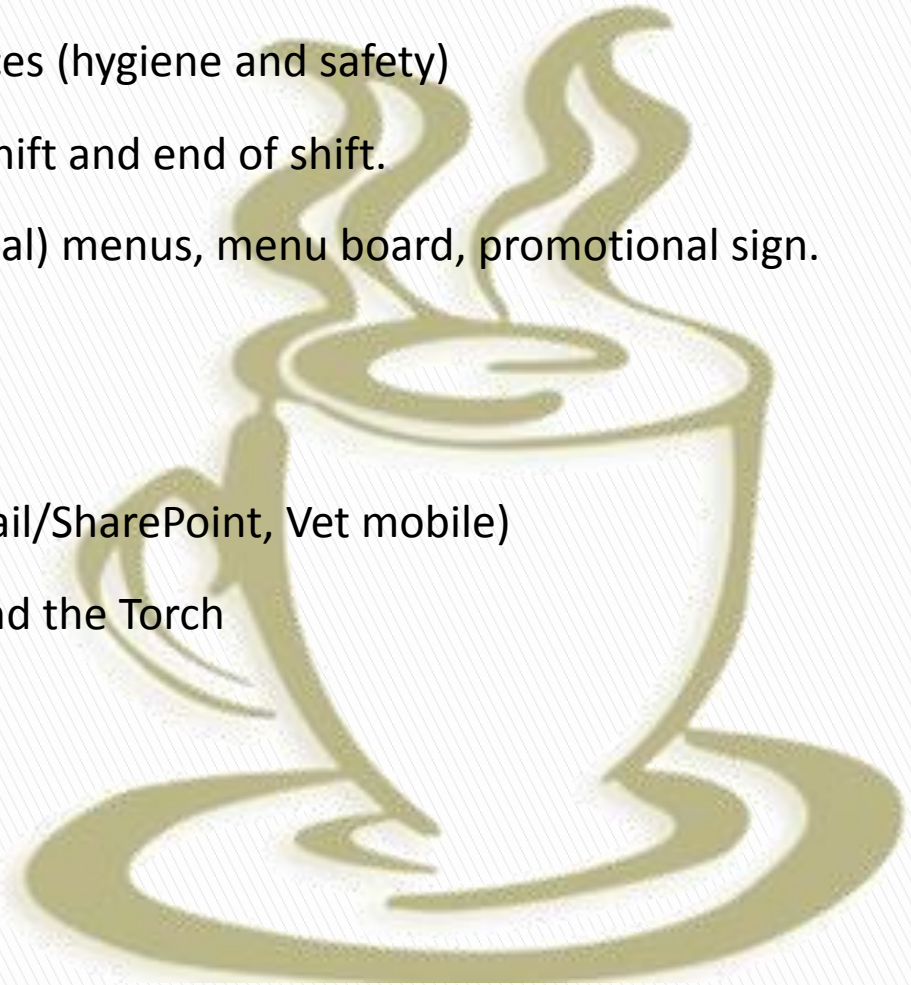 es (hygiene and safety)
hift and end of shift.
al) menus, menu board, promotional sign.
ail/SharePoint, Vet mobile)
nd the Torch